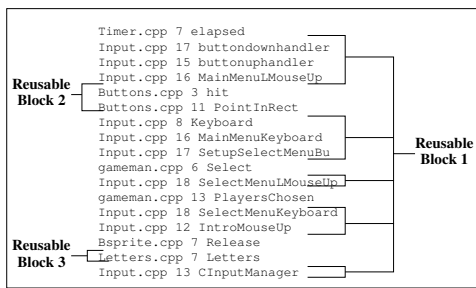 Timer.cpp 7 elapsed
Input.cpp 17 buttondownhandler
Input.cpp 15 buttonuphandler
Input.cpp 16 MainMenuLMouseUp
Buttons.cpp 3 hit
Buttons.cpp 11 PointInRect
Input.cpp 8 Keyboard
Input.cpp 16 MainMenuKeyboard
Input.cpp 17 SetupSelectMenuBu
gameman.cpp 6 Select
Input.cpp 18 SelectMenuLMouseUp
gameman.cpp 13 PlayersChosen
Input.cpp 18 SelectMenuKeyboard
Input.cpp 12 IntroMouseUp
Bsprite.cpp 7 Release
Letters.cpp 7 Letters
Input.cpp 13 CInputManager
Reusable
Block 2
Reusable
Block 3
Reusable
Block 1